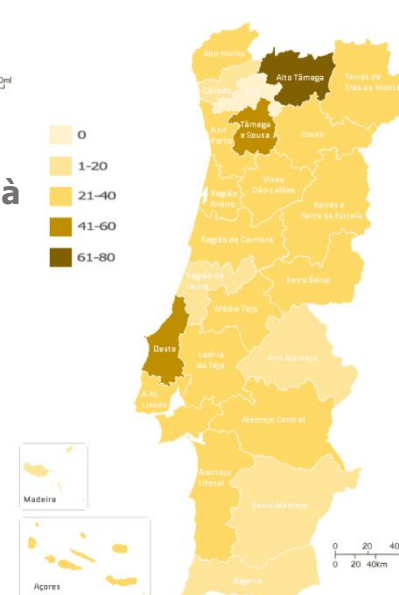 0ml
à
0
1-20
21-40
41-60
61-80
Alto Minho
Alto Tâmega
Terras de
Trás-os-Monte
Cávado
Ave
Tâmega
e Sousa
A.M.
Porto
Douro
Viseu
Dão-Lafões
Região
Aveiro
Beiras e
Serra da Estrela
Região de Coimbra
Região de
Leiria
Beira Baixa
Médio Tejo
Oeste
Lezíria
do Tejo
Alto Alentejo
A.M.
Lisboa
Alentejo Central
Alentejo
Litoral
Baixo Alentejo
Algarve
Madeira
Açores
0 20 40
0 20 40km